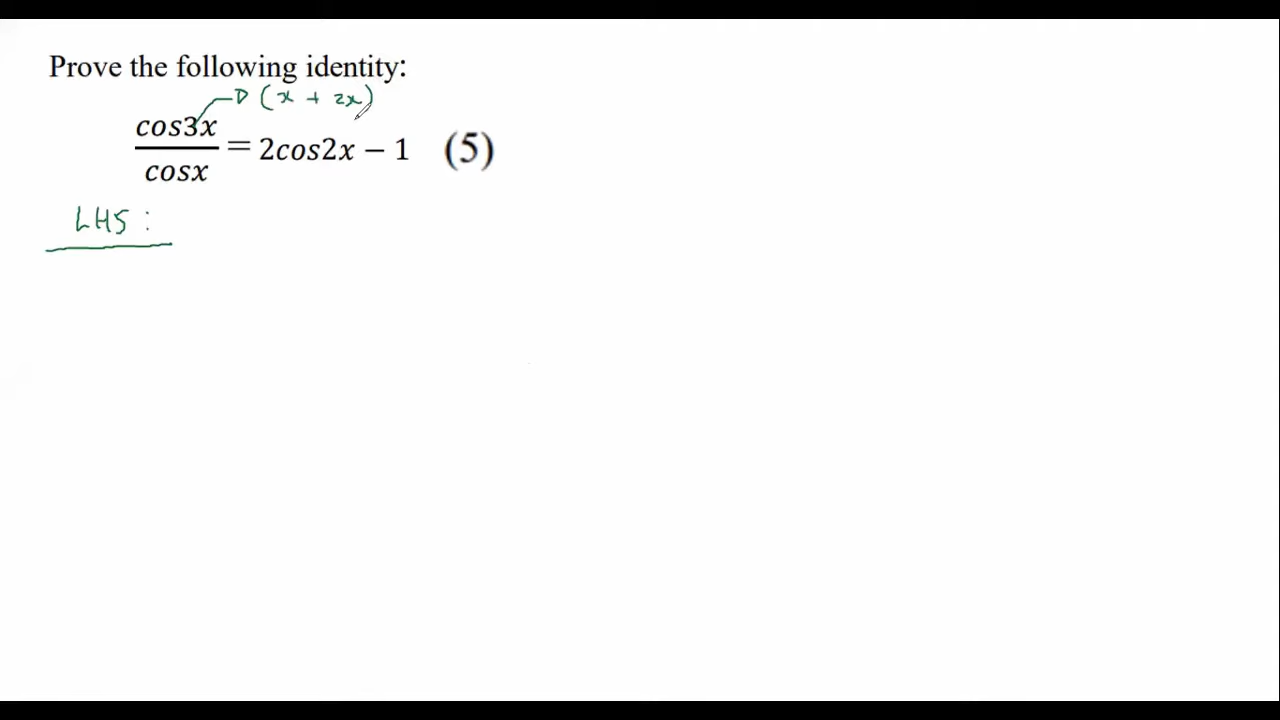 Prove the following identity:
(x + 2x)
cos3x
cosx
= 2cos2x − 1 (5)
LHS :